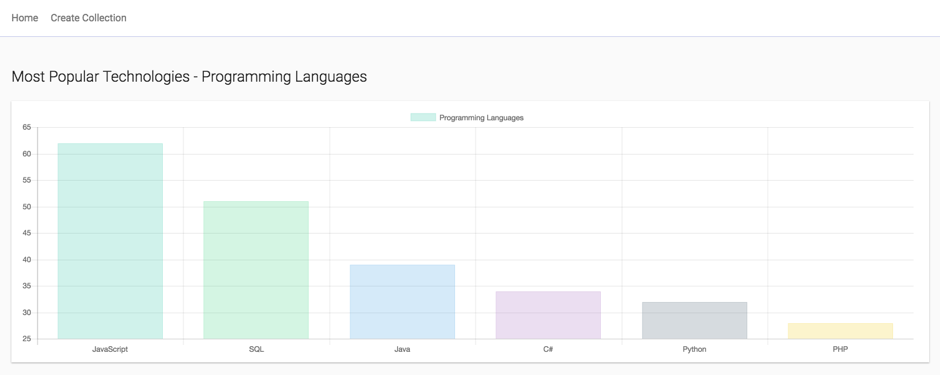 Home Create Collection
Most Popular Technologies - Programming Languages
Programming Languages
65
60
55
50
45
40
35
30
25
JavaScript SQL Java C# Python PHP